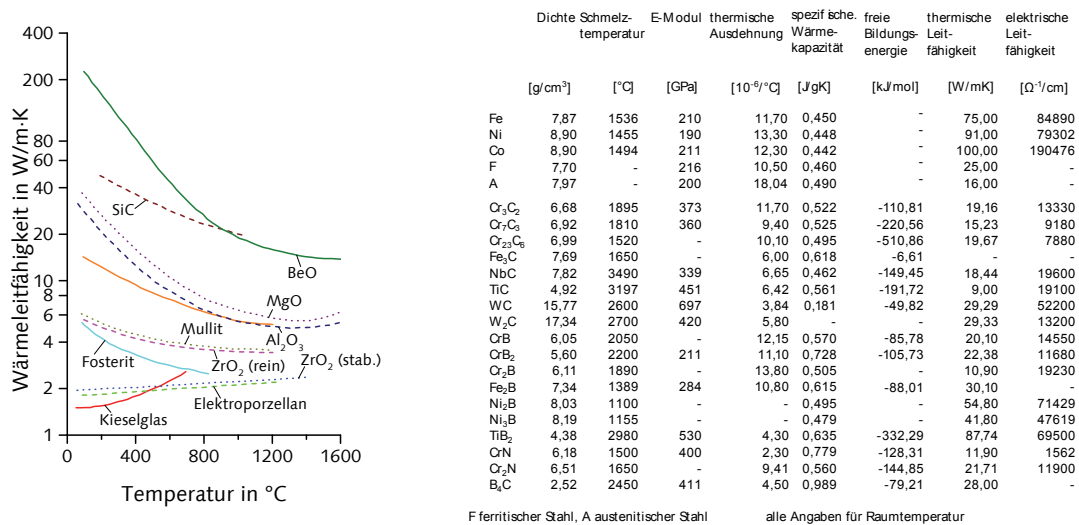 Wärmeleitfähigkeit in W/m·K
400
200
80
60
40
20
10
8
6
4
2
1
0
400
800
1200
1600
Temperatur in °C
SiC
BeO
MgO
Al₂O₃
Mullit
Fosterit
ZrO₂ (rein)
ZrO₂ (stab.)
Elektroporzellan
Kieselglas
Dichte Schmelz- E-Modul thermische spezifische. freie thermische elektrische
temperatur Ausdehnung Wärme- Bildungs- Leit- Leit-
kapazität energie fähigkeit fähigkeit
[g/cm³] [°C] [GPa] [10⁻⁶/°C] [J/gK] [kJ/mol] [W/mK] [Ω⁻¹/cm]
Fe 7,87 1536 210 11,70 0,450 - 75,00 84890
Ni 8,90 1455 190 13,30 0,448 - 91,00 79302
Co 8,90 1494 211 12,30 0,442 - 100,00 190476
F 7,70 - 216 10,50 0,460 - 25,00
A 7,97 - 200 18,04 0,490 - 16,00
Cr₃C₂ 6,68 1895 373 11,70 0,522 -110,81 19,16 13330
Cr₇C₃ 6,92 1810 360 9,40 0,525 -220,56 15,23 9180
Cr₂₃C₆ 6,99 1520 - 10,10 0,495 -510,86 19,67 7880
Fe₃C 7,69 1650 - 6,00 0,618 -6,61 - -
NbC 7,82 3490 339 6,65 0,462 -149,45 18,44 19600
TiC 4,92 3197 451 6,42 0,561 -191,72 9,00 19100
WC 15,77 2600 697 3,84 0,181 -49,82 29,29 52200
W₂C 17,34 2700 420 5,80 - - 29,33 13200
CrB 6,05 2050 - 12,15 0,570 -85,78 20,10 14550
CrB₂ 5,60 2200 211 11,10 0,728 -105,73 22,38 11680
Cr₂B 6,11 1890 - 13,80 0,505 - 10,90 19230
Fe₂B 7,34 1389 284 10,80 0,615 -88,01 30,10 -
Ni₂B 8,03 1100 - - 0,495 - 54,80 71429
Ni₃B 8,19 1155 - - 0,479 - 41,80 47619
TiB₂ 4,38 2980 530 4,30 0,635 -332,29 87,74 69500
CrN 6,18 1500 400 2,30 0,779 -128,31 11,90 1562
Cr₂N 6,51 1650 - 9,41 0,560 -144,85 21,71 11900
B₄C 2,52 2450 411 4,50 0,989 -79,21 28,00 -
F ferritischer Stahl, A austenitischer Stahl alle Angaben für Raumtemperatur